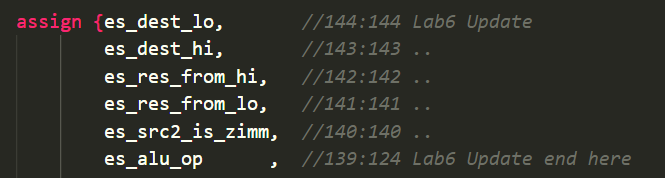 assign {es_dest_lo, //144:144 Lab6 Update
es_dest_hi, //143:143 ..
es_res_from_hi, //142:142 ..
es_res_from_lo, //141:141 ..
es_src2_is_zimm, //140:140 ..
es_alu_op , //139:124 Lab6 Update end here